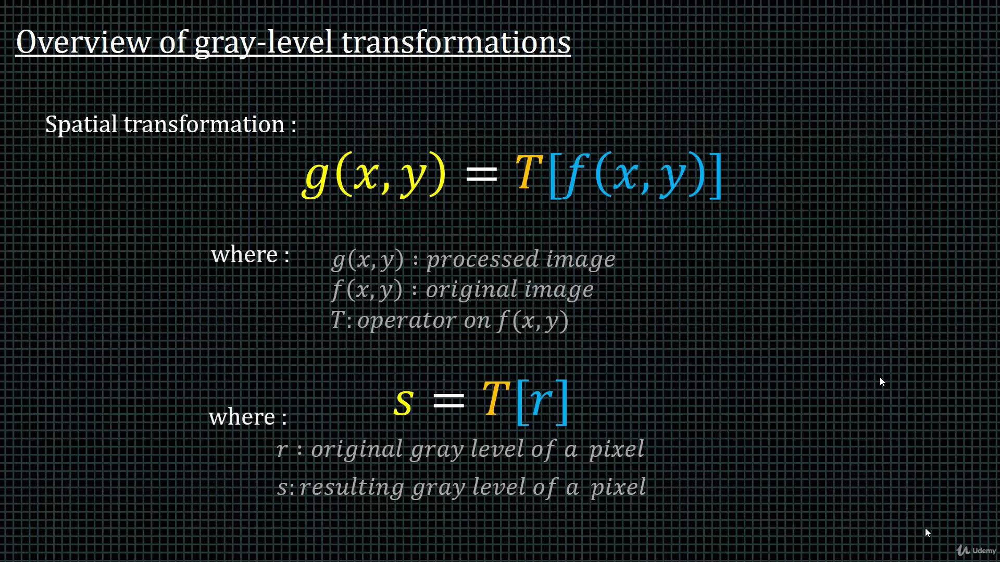 Overview of gray-level transformations
Spatial transformation :
g(x, y) = T[f(x, y)]
where :
g(x, y) : processed image
f(x, y) : original image
T: operator on f(x, y)
s = T[r]
where :
r : original gray level of a pixel
s: resulting gray level of a pixel
Udemy